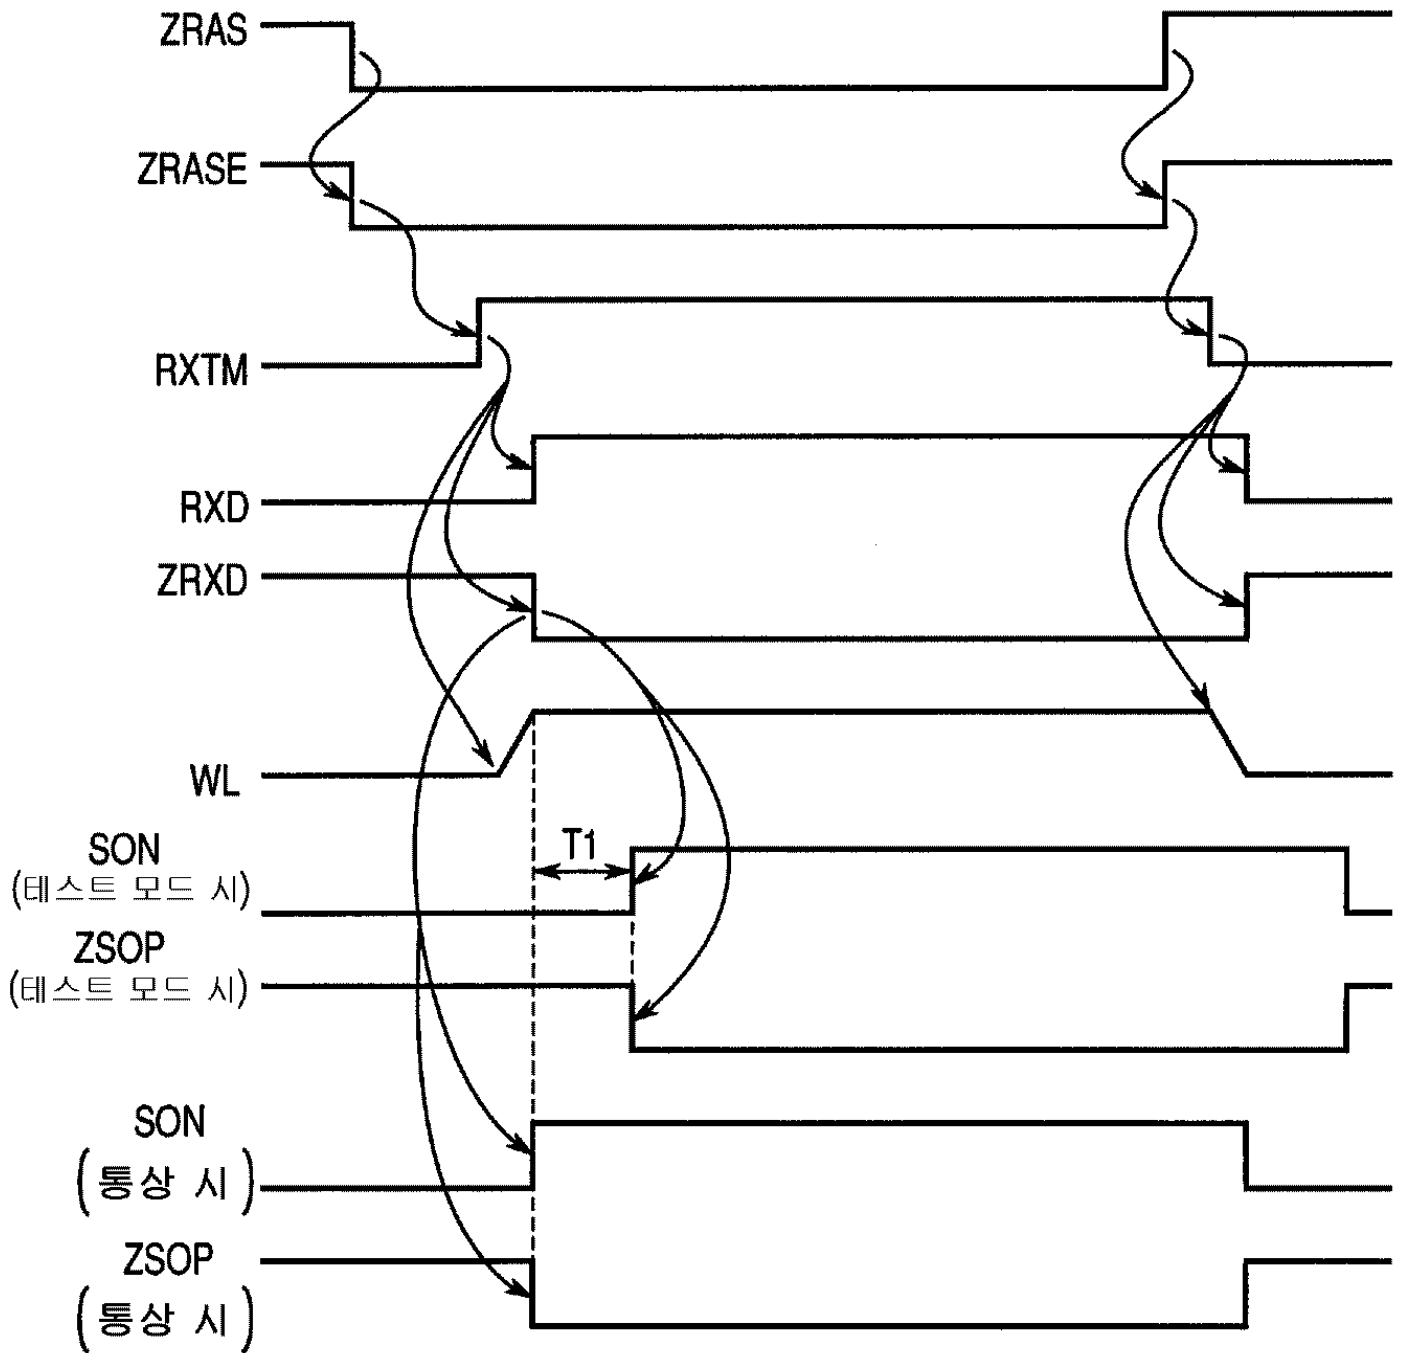 ZRAS
ZRASE
RXTM
RXD
ZRXD
WL
T1
SON
(테스트 모드 시)
ZSOP
(테스트 모드 시)
SON
(통상 시)
ZSOP
(통상 시)